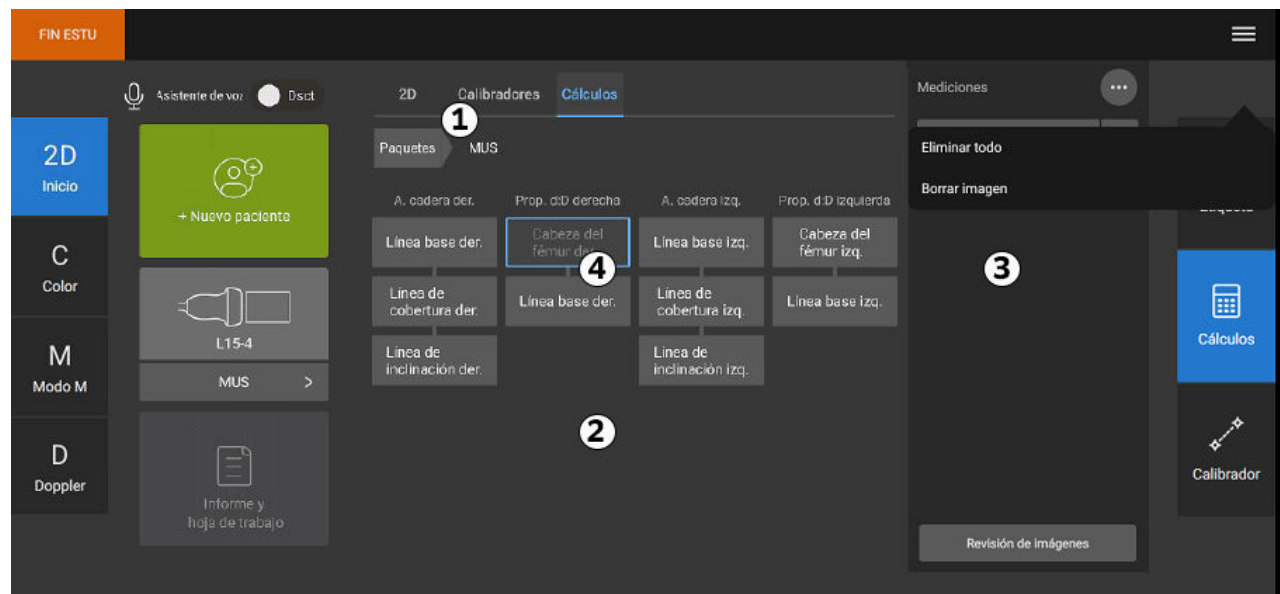 FIN ESTU
Asistente de voz
Dsct
2D
Calibradores
Cálculos
Mediciones
1
Paquetes
MUS
Eliminar todo
Borrar imagen
2D
Inicio
+ Nuevo paciente
A. cadera der.
Prop. d:D derecha
A. cadera izq.
Prop. d:D izquierda
Etiqueta
Línea base der.
Cabeza del
fémur der.
Línea base izq.
Cabeza del
fémur izq.
4
3
C
Color
Línea de
cobertura der.
Línea base der.
Línea de
cobertura izq.
Línea base izq.
L15-4
Cálculos
M
Modo M
MUS >
Línea de
inclinación der.
Línea de
inclinación izq.
2
D
Doppler
Informe y
hoja de trabajo
Calibrador
Revisión de imágenes